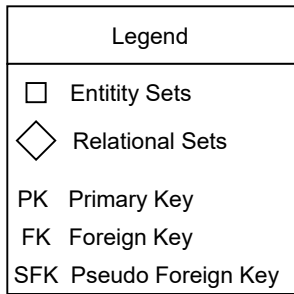 Legend
Entitity Sets
Relational Sets
PK Primary Key
FK Foreign Key
SFK Pseudo Foreign Key